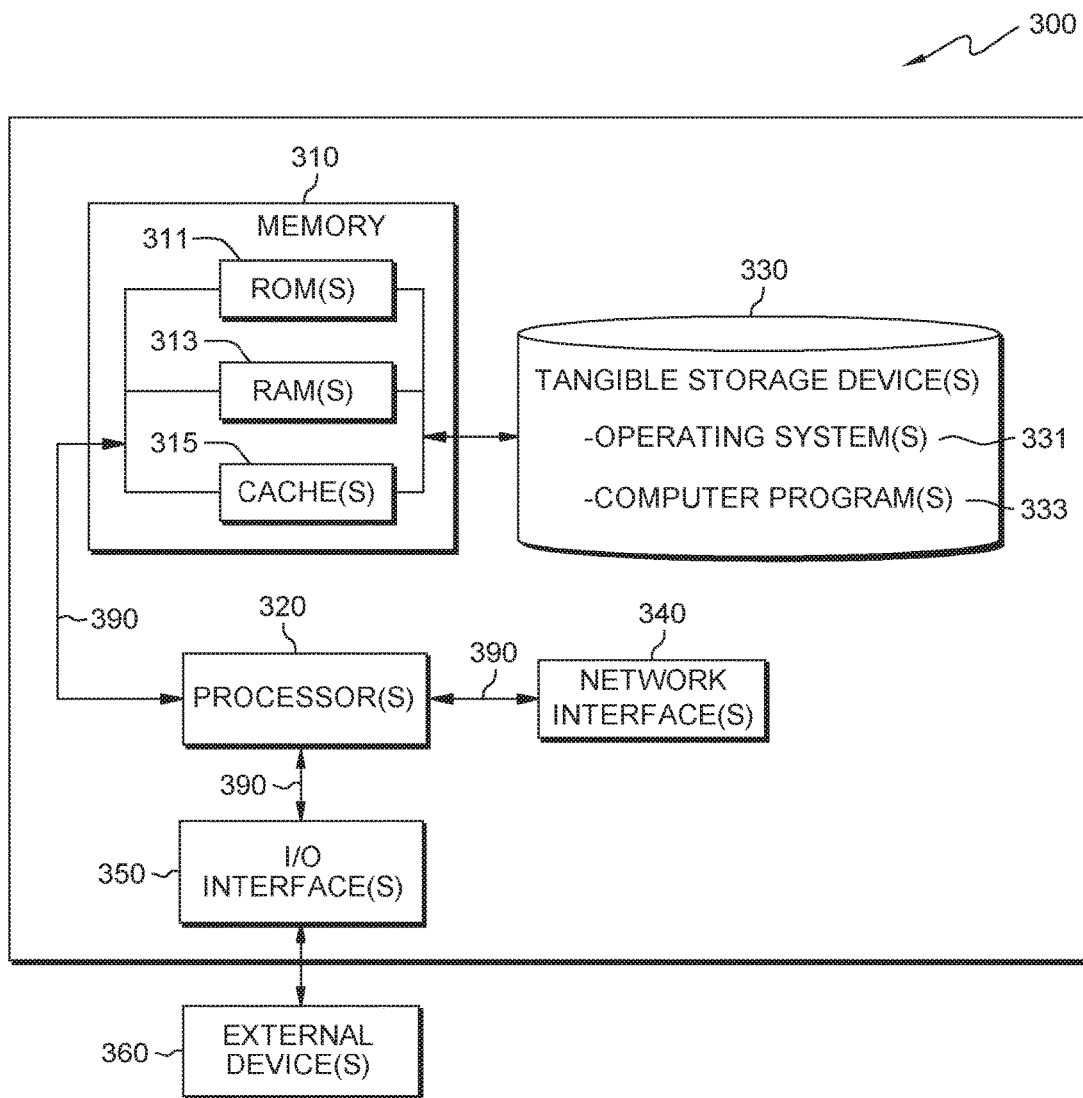 300
310
MEMORY
311
ROM(S)
313
RAM(S)
315
CACHE(S)
330
TANGIBLE STORAGE DEVICE(S)
-OPERATING SYSTEM(S) 331
-COMPUTER PROGRAM(S) 333
390
320
PROCESSOR(S)
390
340
NETWORK
INTERFACE(S)
390
350
I/O
INTERFACE(S)
360
EXTERNAL
DEVICE(S)